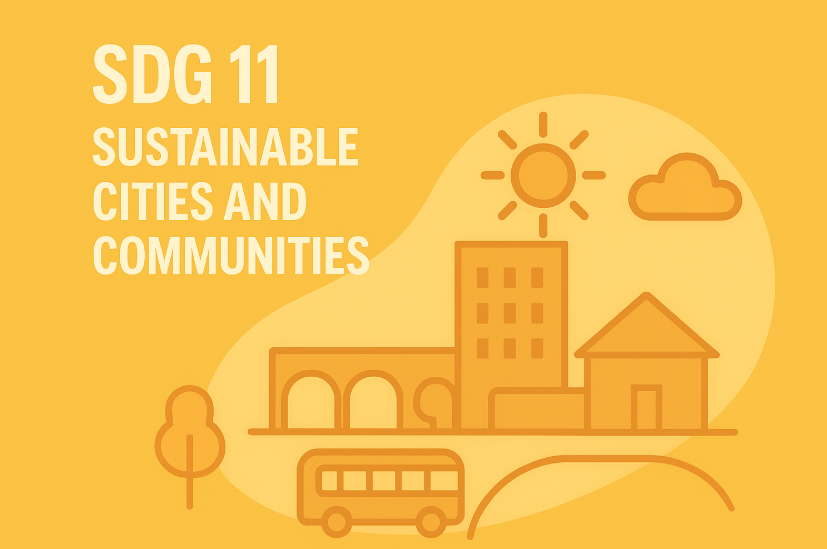 SDG 11
SUSTAINABLE
CITIES AND
COMMUNITIES